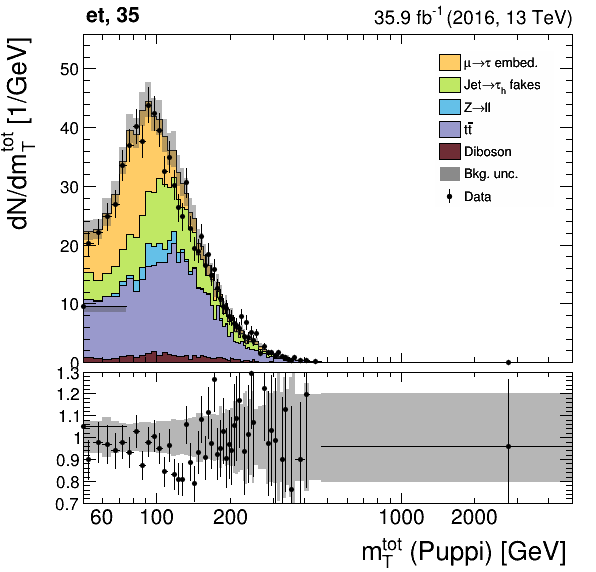 et, 35
35.9 fb⁻¹ (2016, 13 TeV)
dN/dm_T^tot [1/GeV]
50
40
30
20
10
0
μ→τ embed.
Jet→τ_h fakes
Z→ll
tt̄
Diboson
Bkg. unc.
Data
1.3
1.2
1.1
1
0.9
0.8
0.7
60 100 200 1000 2000
m_T^tot (Puppi) [GeV]